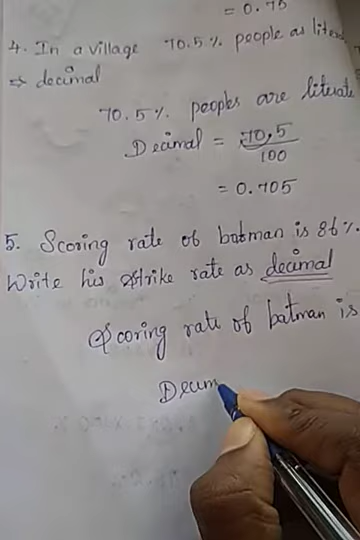 = 0.75
4. In a village 70.5% people as liter
⇒ decimal
70.5% peoples are literate
Decimal = 70.5/100
= 0.705
5. Scoring rate of batman is 86%.
Write his strike rate as decimal
Scoring rate of batman is
Decim